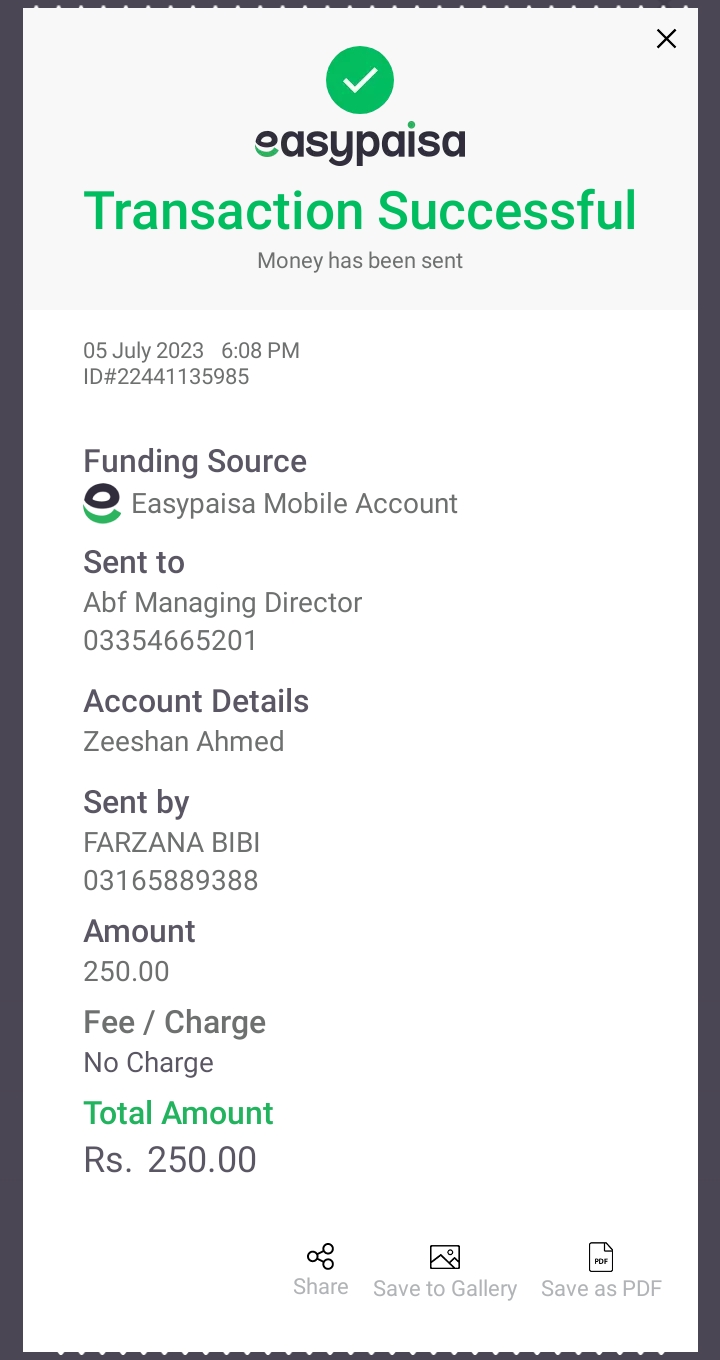 easypaisa
Transaction Successful
Money has been sent
05 July 2023 6:08 PM
ID#22441135985
Funding Source
Easypaisa Mobile Account
Sent to
Abf Managing Director
03354665201
Account Details
Zeeshan Ahmed
Sent by
FARZANA BIBI
03165889388
Amount
250.00
Fee / Charge
No Charge
Total Amount
Rs. 250.00
PDF
Share Save to Gallery Save as PDF